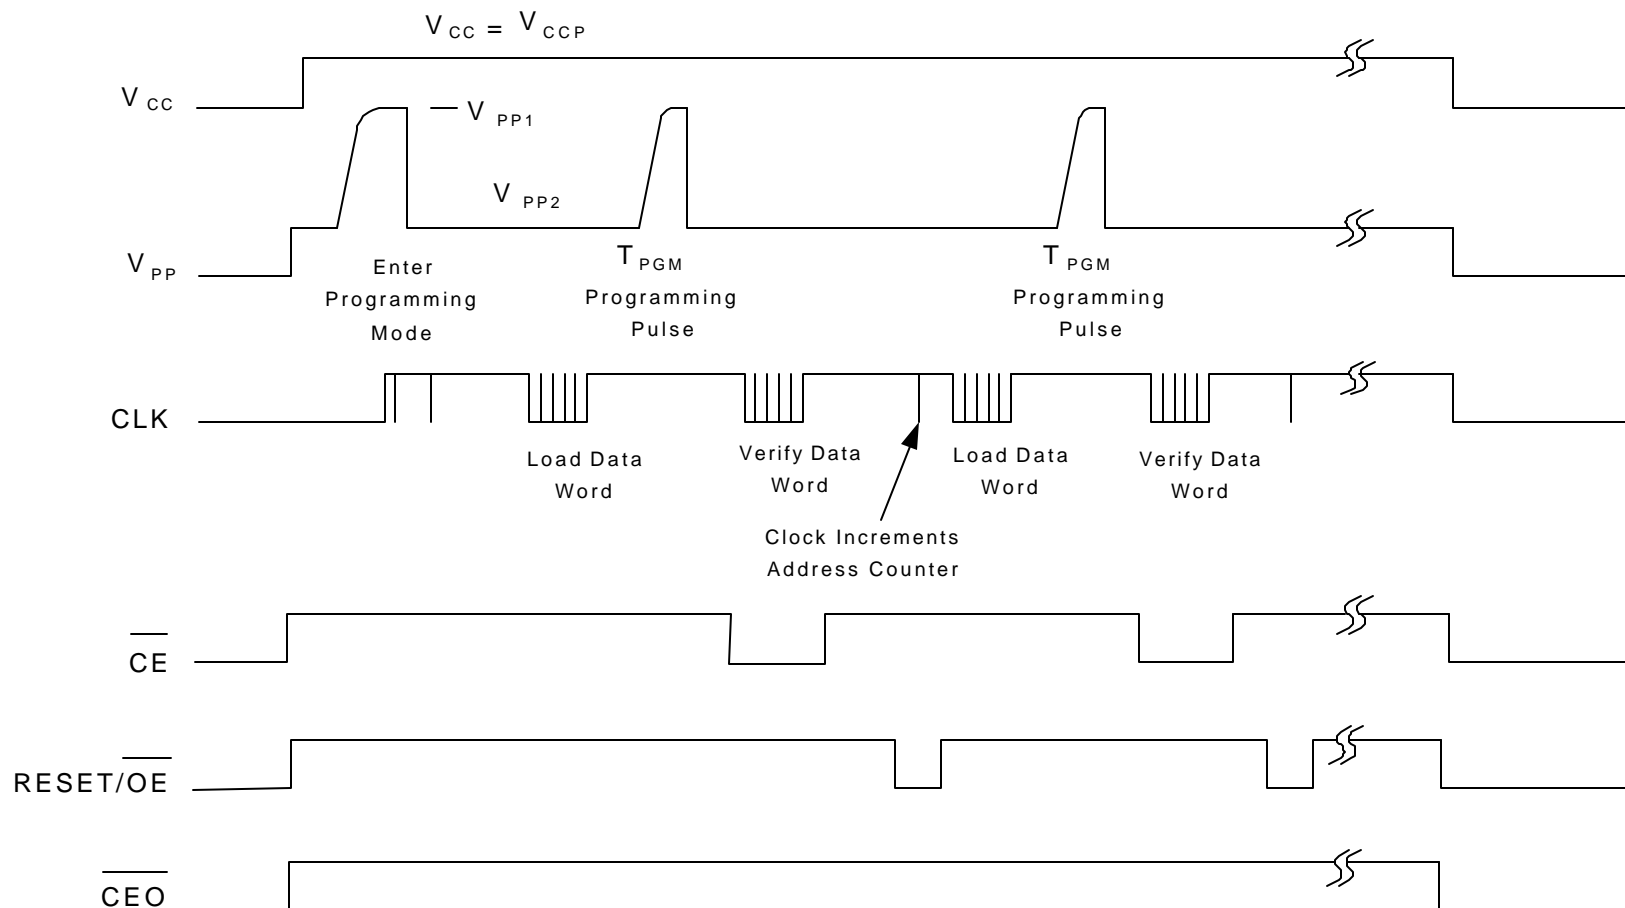 V CC = V CCP
V CC
V PP1
V PP2
V PP
Enter
Programming
Mode
T PGM
Programming
Pulse
T PGM
Programming
Pulse
CLK
Load Data
Word
Verify Data
Word
Load Data
Word
Verify Data
Word
Clock Increments
Address Counter
CE
RESET/OE
CEO